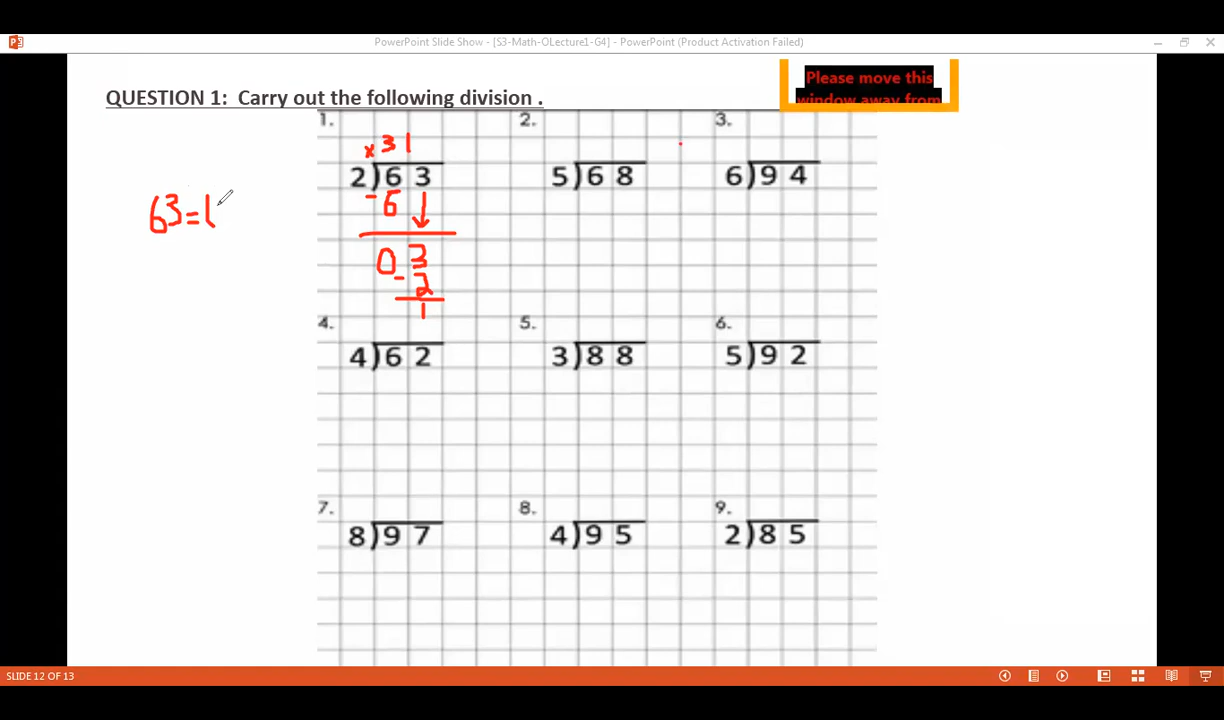 PowerPoint Slide Show - [S3-Math-OLecture1-G4] - PowerPoint (Product Activation Failed)
Please move this
window away from
QUESTION 1: Carry out the following division .
1. 2. 3.
x 3 1
2)6 3 5)6 8 6)9 4
- 6
63=1
0 3
- 2
1
4. 5. 6.
4)6 2 3)8 8 5)9 2
7. 8. 9.
8)9 7 4)9 5 2)8 5
SLIDE 12 OF 13